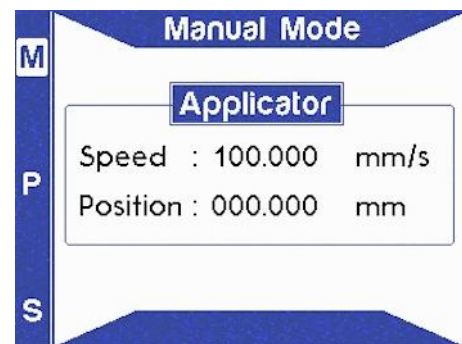 Manual Mode
M
Applicator
Speed : 100.000 mm/s
P
Position : 000.000 mm
S